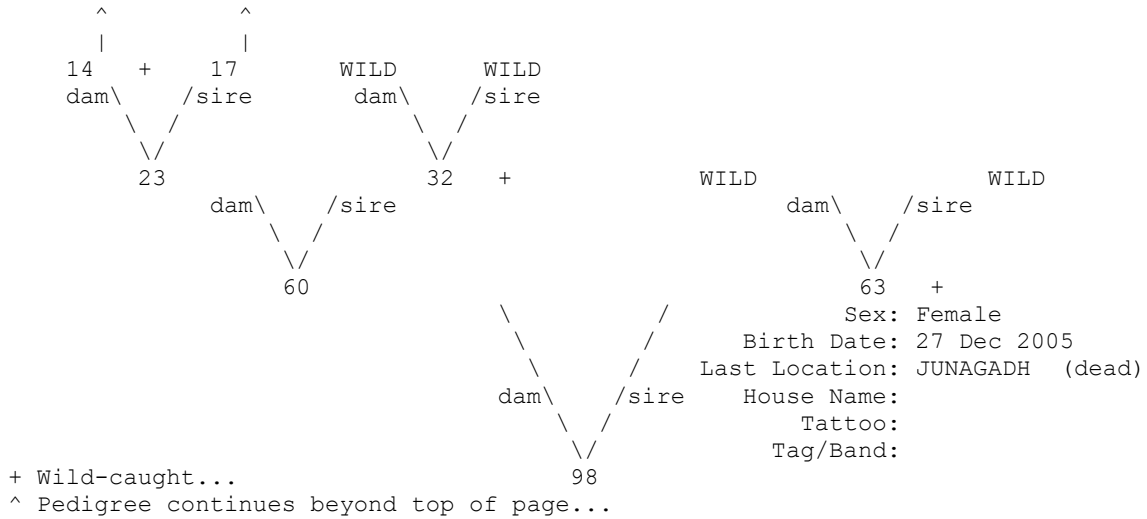 ^ ^
| |
14 + 17 WILD WILD
dam\ /sire dam\ /sire
\ / \ /
\/ \/
23 32 + WILD WILD
dam\ /sire dam\ /sire
\ / \ /
\/ \/
60 63 +
\ / Sex: Female
\ / Birth Date: 27 Dec 2005
\ / Last Location: JUNAGADH (dead)
dam\ /sire House Name:
\ / Tattoo:
\/ Tag/Band:
+ Wild-caught... 98
^ Pedigree continues beyond top of page...